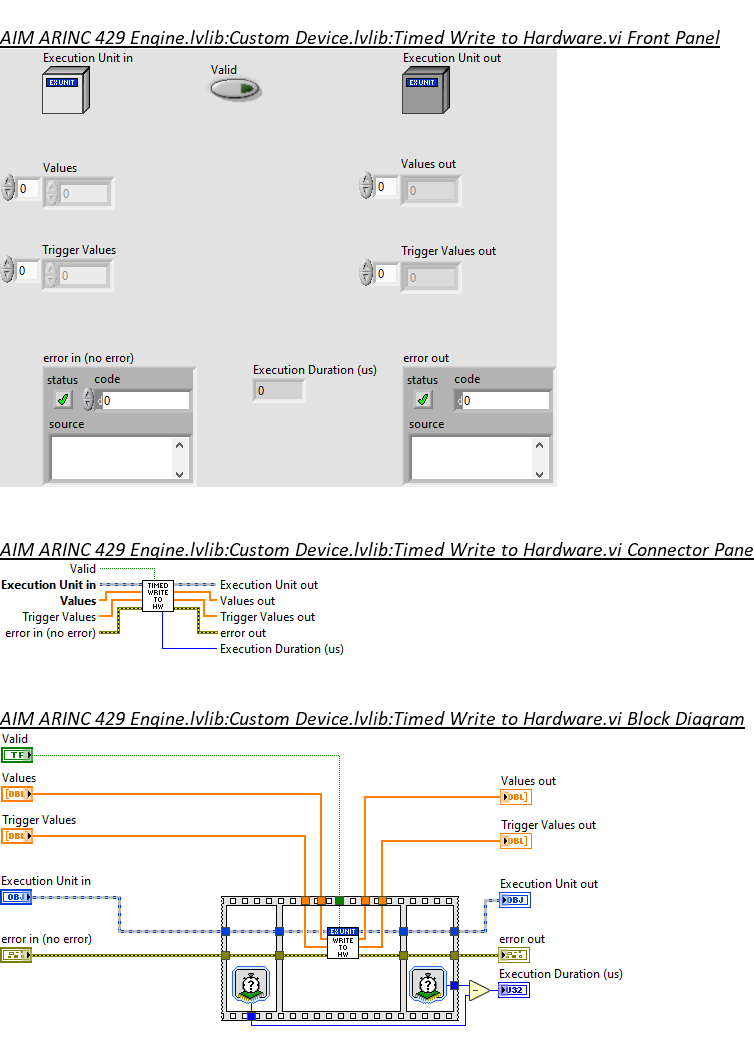 AIM ARINC 429 Engine.lvlib:Custom Device.lvlib:Timed Write to Hardware.vi Front Panel
Execution Unit in
Valid
Execution Unit out
EXUNIT
EXUNIT
Values
Values out
0
0
0
0
Trigger Values
Trigger Values out
0
0
0
0
error in (no error)
Execution Duration (us)
error out
status code
0
status code
d 0
d 0
source
source
AIM ARINC 429 Engine.lvlib:Custom Device.lvlib:Timed Write to Hardware.vi Connector Pane
Valid
Execution Unit in
TIMED
WRITE
TO
HW
Execution Unit out
Values
Values out
Trigger Values
Trigger Values out
error in (no error)
error out
Execution Duration (us)
AIM ARINC 429 Engine.lvlib:Custom Device.lvlib:Timed Write to Hardware.vi Block Diagram
Valid
TF
Values
[DBL]
Values out
DBL]
Trigger Values
[DBL]
Trigger Values out
DBL]
Execution Unit in
OBJ
Execution Unit out
OBJ
error in (no error)
EXUNIT
WRITE
TO
HW
error out
?
?
Execution Duration (us)
U32